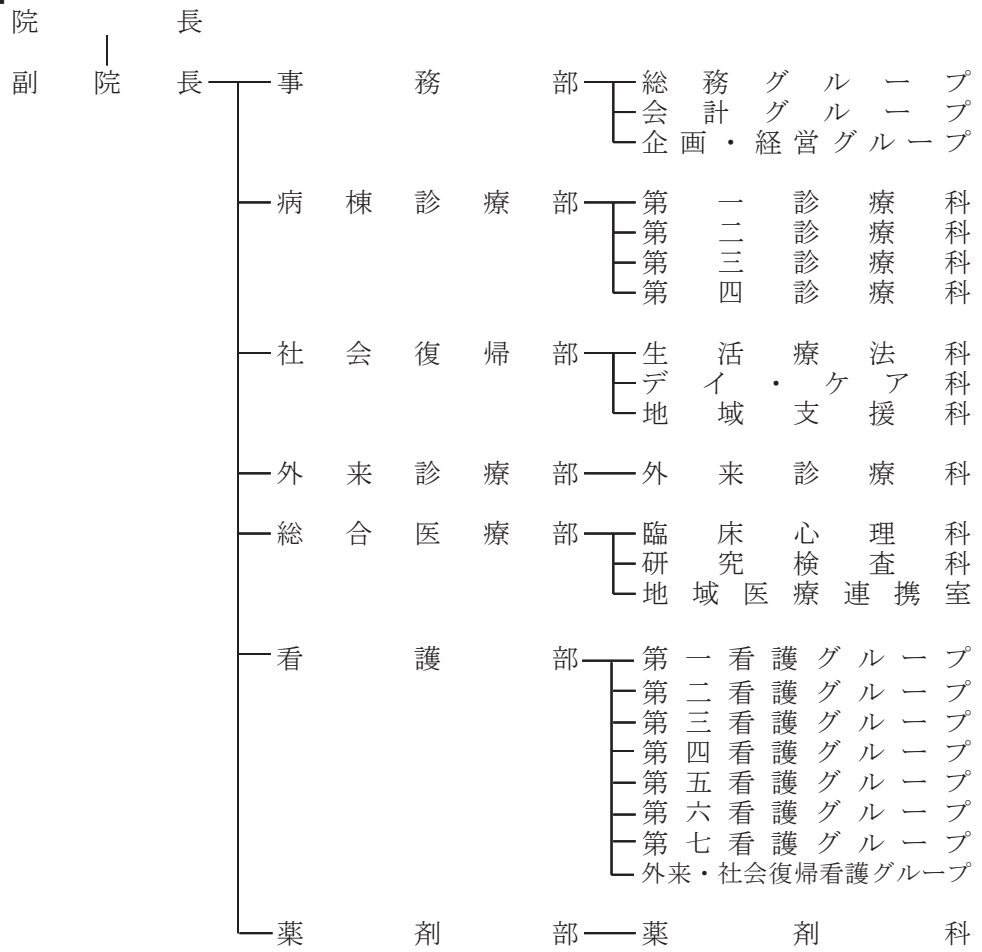 院長
副院長 事務部 総務グループ
会計グループ
企画・経営グループ
病棟診療部 第一診療科
第二診療科
第三診療科
第四診療科
社会復帰部 生活療法科
デイ・ケア科
地域支援科
外来診療部 外来診療科
総合医療部 臨床心理科
研究検査科
地域医療連携室
看護部 第一看護グループ
第二看護グループ
第三看護グループ
第四看護グループ
第五看護グループ
第六看護グループ
第七看護グループ
外来・社会復帰看護グループ
薬剤部 薬剤科